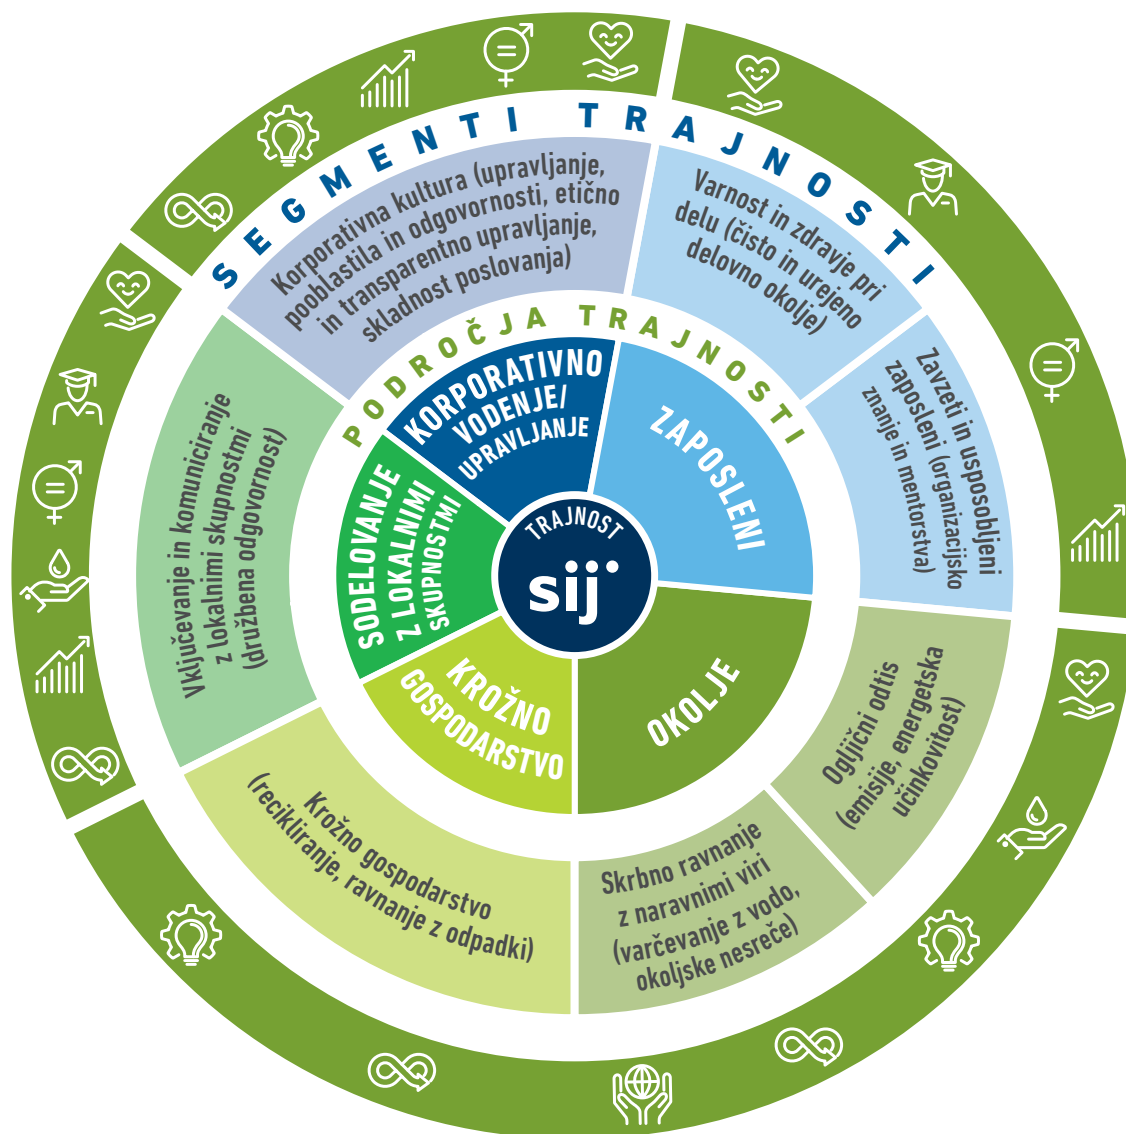 SEGMENTI TRAJNOSTI
Korporativna kultura (upravljanje,
pooblastila in odgovornosti, etično
in transparentno upravljanje,
skladnost poslovanja)
Varnost in zdravje pri
delu (čisto in urejeno
delovno okolje)
Zavzeti in usposobljeni
zaposleni (organizacijsko
znanje in mentorstva)
Ogljični odtis
(emisije, energetska
učinkovitost)
Skrbno ravnanje
z naravnimi viri
(varčevanje z vodo,
okoljske nesreče)
Krožno gospodarstvo
(recikliranje, ravnanje z odpadki)
Vključevanje in komuniciranje
z lokalnimi skupnostmi
(družbena odgovornost)
PODROČJA TRAJNOSTI
KORPORATIVNO
VODENJE/
UPRAVLJANJE
ZAPOSLENI
OKOLJE
KROŽNO
GOSPODARSTVO
SODELOVANJE
Z LOKALNIMI
SKUPNOSTMI
TRAJNOST
sij